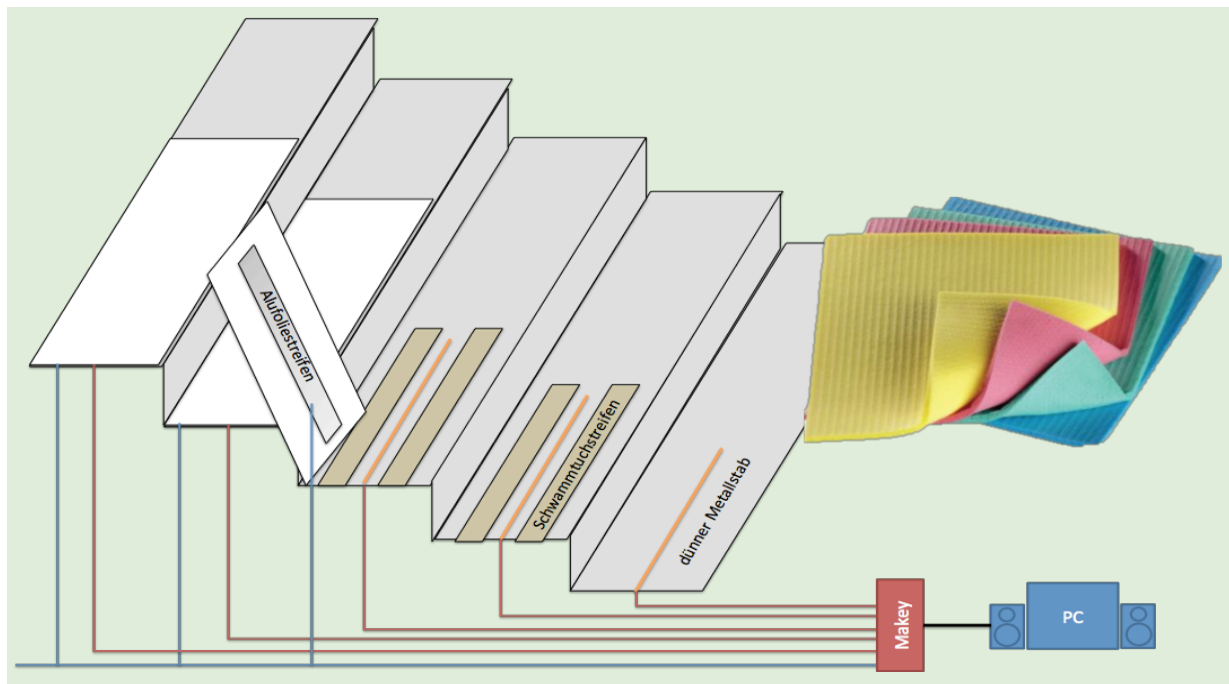 Alufoliestreifen
Schwammtuchstreifen
dünner Metallstab
Makey
PC